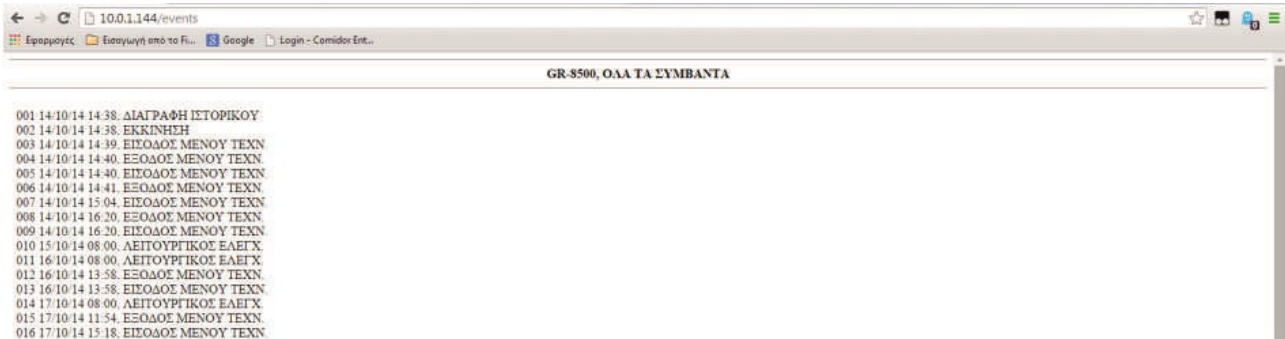 10.0.1.144/events
Εφαρμογές Εισαγωγή από το Fi... Google Login - Comidor Ent...
GR-8500, ΟΛΑ ΤΑ ΣΥΜΒΑΝΤΑ
001 14/10/14 14:38, ΔΙΑΓΡΑΦΗ ΙΣΤΟΡΙΚΟΥ
002 14/10/14 14:38, ΕΚΚΙΝΗΣΗ
003 14/10/14 14:39, ΕΙΣΟΔΟΣ ΜΕΝΟΥ ΤΕΧΝ.
004 14/10/14 14:40, ΕΞΟΔΟΣ ΜΕΝΟΥ ΤΕΧΝ.
005 14/10/14 14:40, ΕΙΣΟΔΟΣ ΜΕΝΟΥ ΤΕΧΝ.
006 14/10/14 14:41, ΕΞΟΔΟΣ ΜΕΝΟΥ ΤΕΧΝ.
007 14/10/14 15:04, ΕΙΣΟΔΟΣ ΜΕΝΟΥ ΤΕΧΝ.
008 14/10/14 16:20, ΕΞΟΔΟΣ ΜΕΝΟΥ ΤΕΧΝ.
009 14/10/14 16:20, ΕΙΣΟΔΟΣ ΜΕΝΟΥ ΤΕΧΝ.
010 15/10/14 08:00, ΛΕΙΤΟΥΡΓΙΚΟΣ ΕΛΕΓΧ.
011 16/10/14 08:00, ΛΕΙΤΟΥΡΓΙΚΟΣ ΕΛΕΓΧ.
012 16/10/14 13:58, ΕΞΟΔΟΣ ΜΕΝΟΥ ΤΕΧΝ.
013 16/10/14 13:58, ΕΙΣΟΔΟΣ ΜΕΝΟΥ ΤΕΧΝ.
014 17/10/14 08:00, ΛΕΙΤΟΥΡΓΙΚΟΣ ΕΛΕΓΧ.
015 17/10/14 11:54, ΕΞΟΔΟΣ ΜΕΝΟΥ ΤΕΧΝ.
016 17/10/14 15:18, ΕΙΣΟΔΟΣ ΜΕΝΟΥ ΤΕΧΝ.